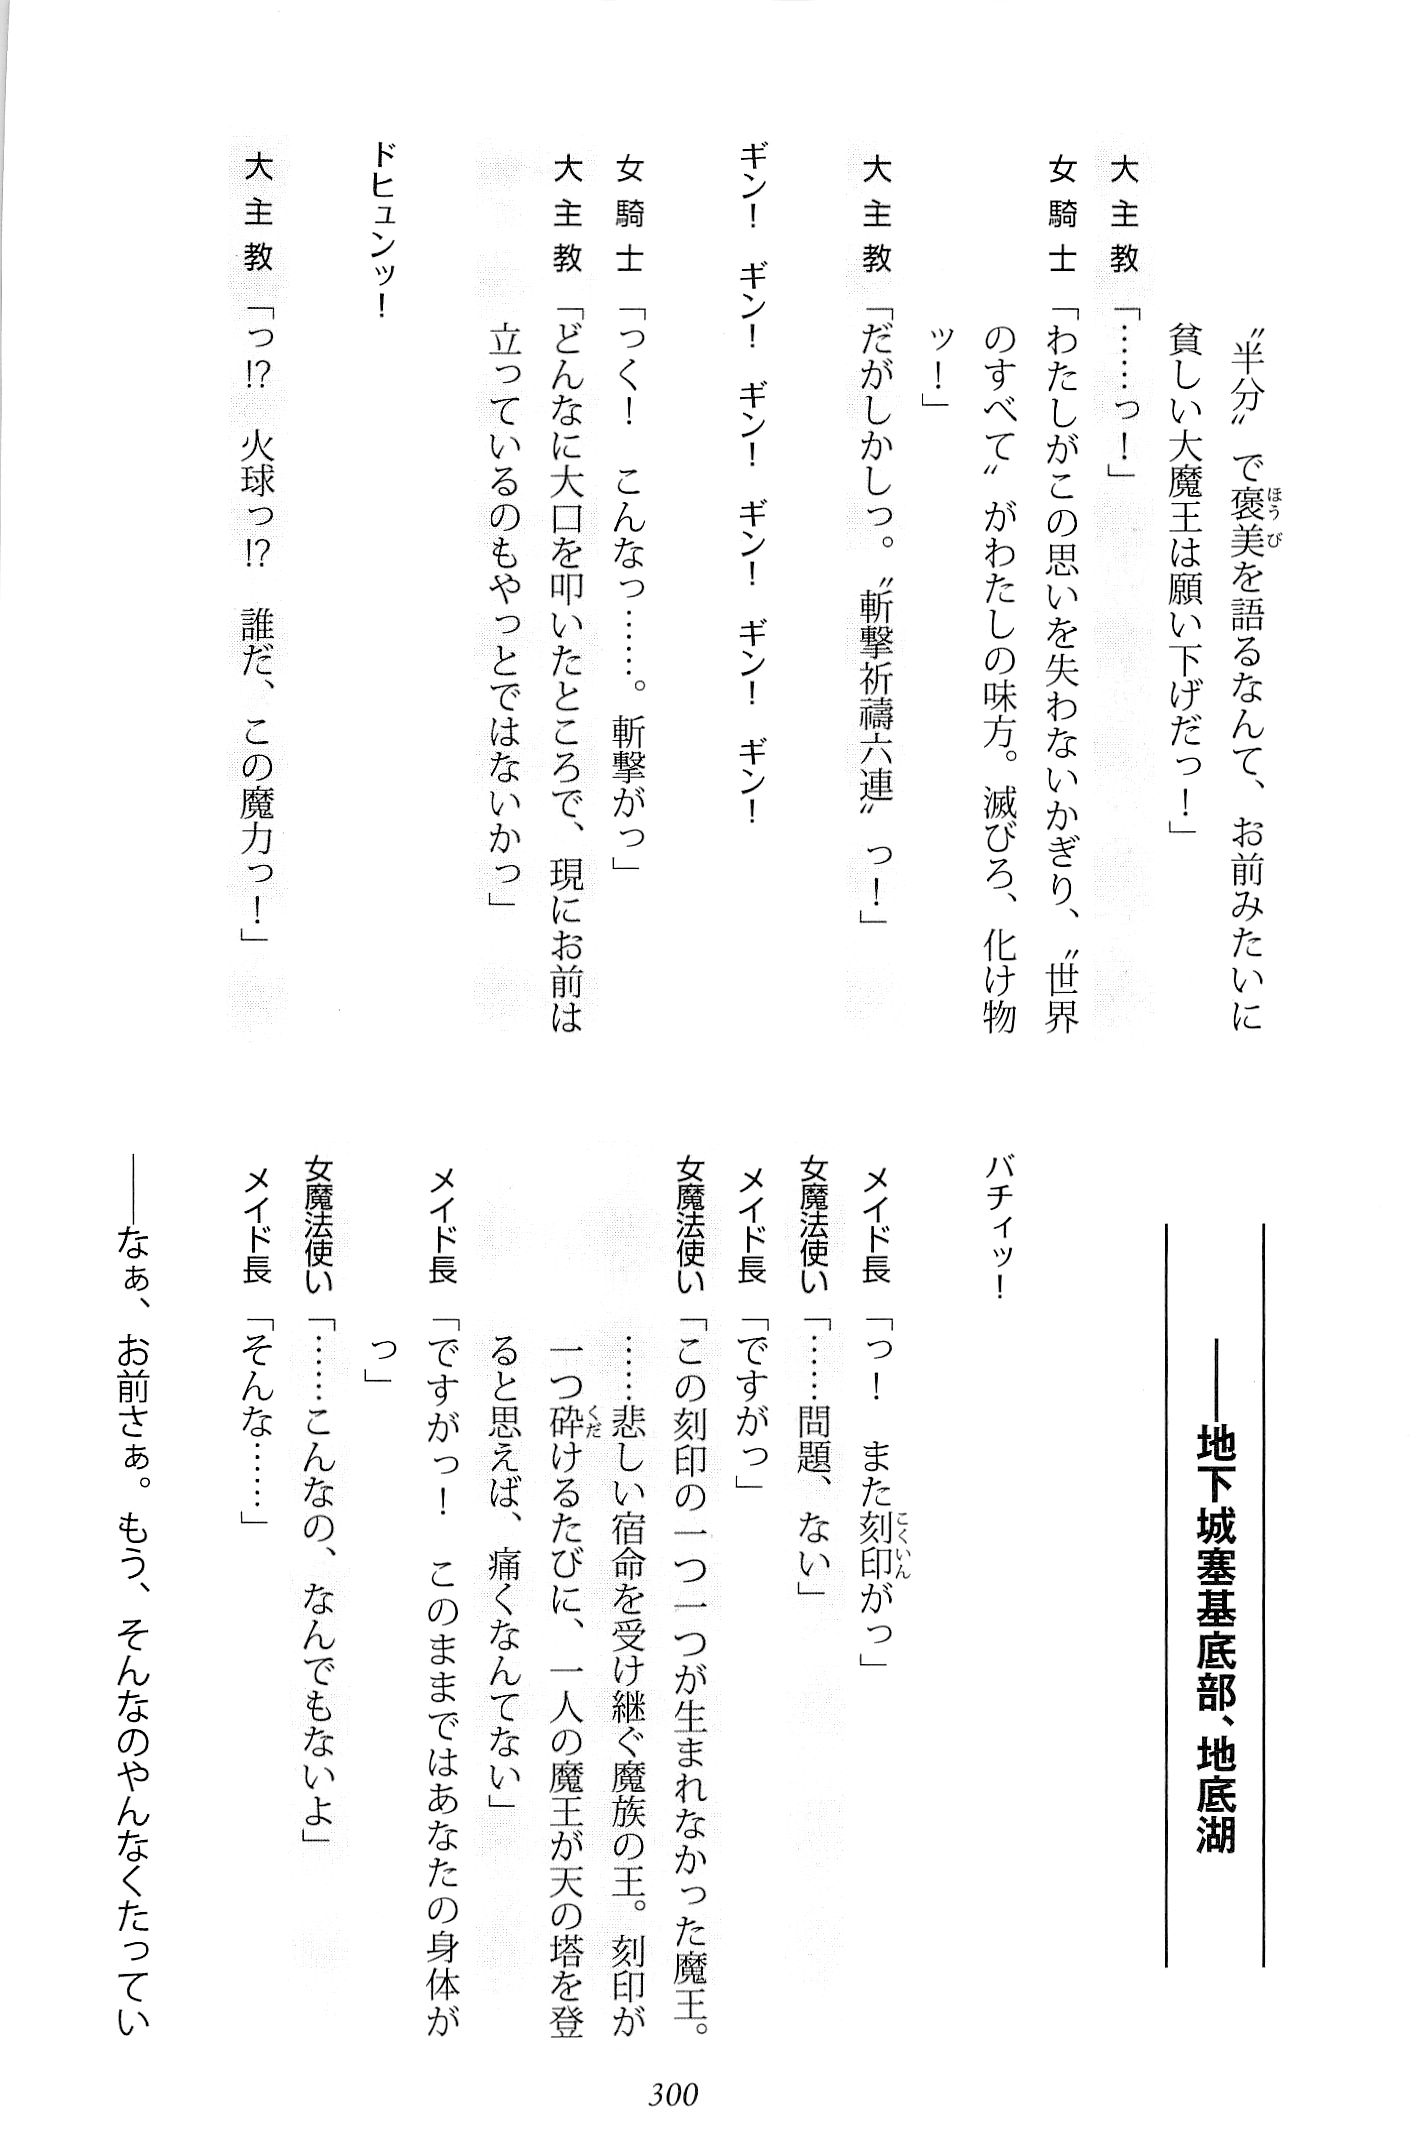 〝半分〟で褒美を語るなんて、お前みたいに
貧しい大魔王は願い下げだっ！」
大主教「……っ！」
女騎士「わたしがこの思いを失わないかぎり、〝世界
のすべて〟がわたしの味方。滅びろ、化け物
ッ！」
大主教「だがしかしっ。〝斬撃祈禱六連〟っ！」
ギン！　ギン！　ギン！　ギン！　ギン！　ギン！
女騎士「っく！　こんなっ……。斬撃がっ」
大主教「どんなに大口を叩いたところで、現にお前は
立っているのもやっとではないかっ」
ドヒュンッ！
大主教「っ!?　火球っ!?　誰だ、この魔力っ！」
――地下城塞基底部、地底湖
バチィッ！
メイド長「っ！　また刻印がっ」
女魔法使い「……問題、ない」
メイド長「ですがっ」
女魔法使い「この刻印の一つ一つが生まれなかった魔王。
……悲しい宿命を受け継ぐ魔族の王。刻印が
一つ砕けるたびに、一人の魔王が天の塔を登
ると思えば、痛くなんてない」
メイド長「ですがっ！　このままではあなたの身体が
っ」
女魔法使い「……こんなの、なんでもないよ」
メイド長「そんな……」
――なぁ、お前さぁ。もう、そんなのやんなくたってい
300